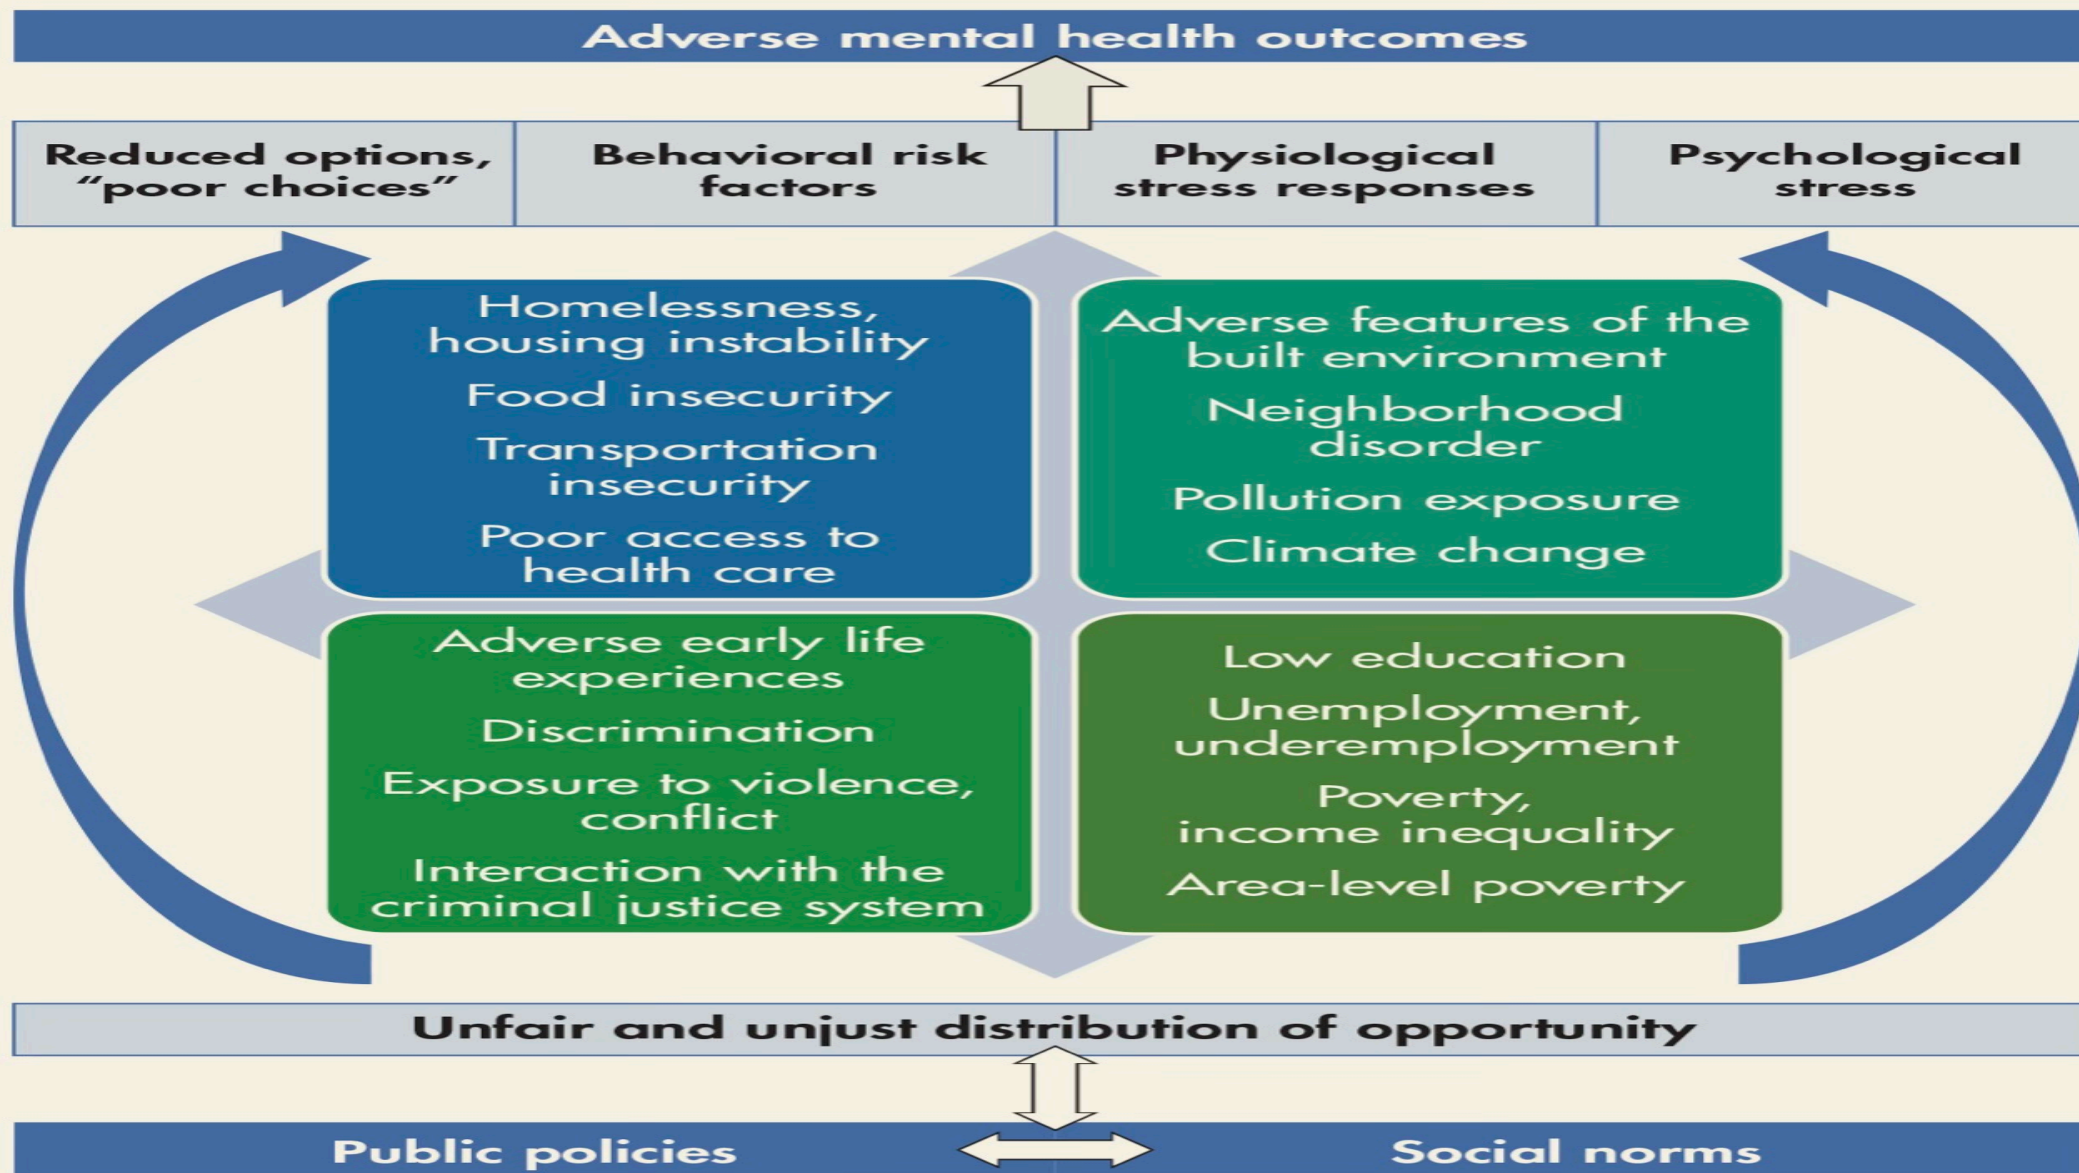 Adverse mental health outcomes
Reduced options,
“poor choices”
Behavioral risk
factors
Physiological
stress responses
Psychological
stress
Homelessness,
housing instability
Food insecurity
Transportation
insecurity
Poor access to
health care
Adverse features of the
built environment
Neighborhood
disorder
Pollution exposure
Climate change
Adverse early life
experiences
Discrimination
Exposure to violence,
conflict
Interaction with the
criminal justice system
Low education
Unemployment,
underemployment
Poverty,
income inequality
Area-level poverty
Unfair and unjust distribution of opportunity
Public policies
Social norms